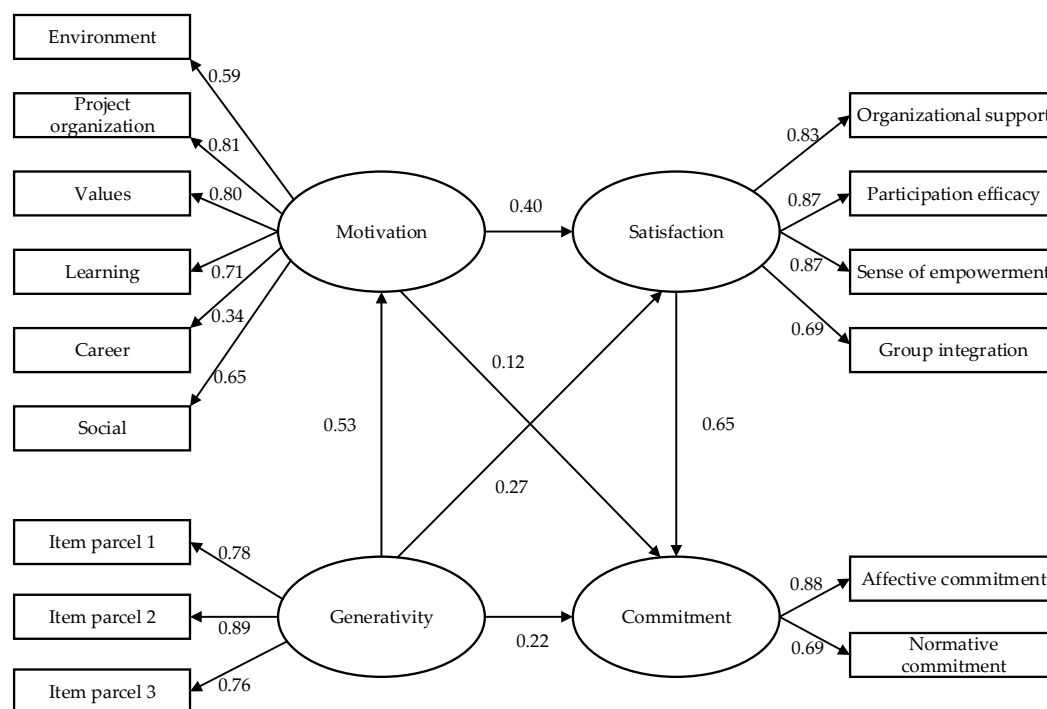 Environment
0.59
Project
organization
0.81
Values
0.80
Learning
0.71
Career
0.34
Social
0.65
Motivation
0.40
Satisfaction
0.83
Organizational support
0.87
Participation efficacy
0.87
Sense of empowerment
0.69
Group integration
0.12
0.53
0.27
0.65
Item parcel 1
0.78
Item parcel 2
0.89
Item parcel 3
0.76
Generativity
0.22
Commitment
0.88
Affective commitment
0.69
Normative
commitment